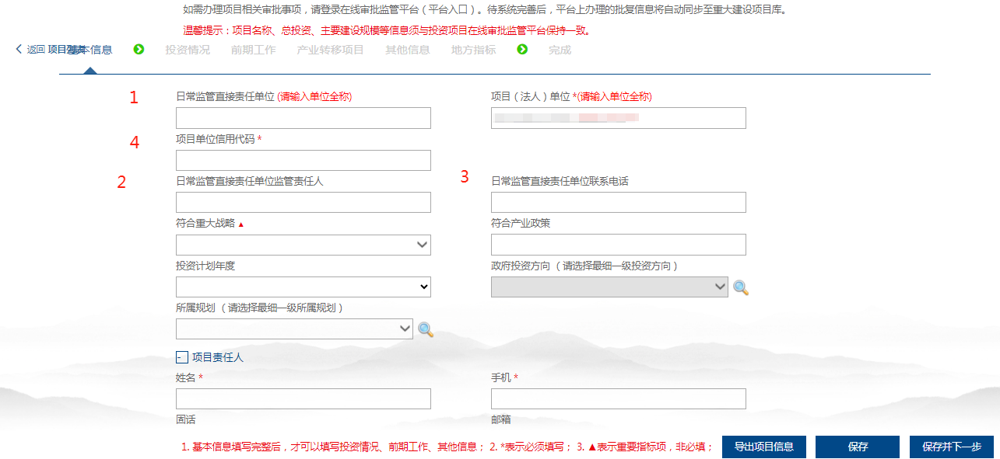 如需办理项目相关审批事项，请登录在线审批监管平台（平台入口）。待系统完善后，平台上办理的批复信息将自动同步至重大建设项目库。
温馨提示：项目名称、总投资、主要建设规模等信息须与投资项目在线审批监管平台保持一致。
返回 项目列表 基本信息 投资情况 前期工作 产业转移项目 其他信息 地方指标 完成
1 日常监管直接责任单位 (请输入单位全称) 项目（法人）单位 *(请输入单位全称)
4 项目单位信用代码 *
2 日常监管直接责任单位监管责任人 3 日常监管直接责任单位联系电话
符合重大战略 ▲ 符合产业政策
投资计划年度 政府投资方向 （请选择最细一级投资方向）
所属规划 （请选择最细一级所属规划）
项目责任人
姓名 * 手机 *
固话 邮箱
1. 基本信息填写完整后，才可以填写投资情况、前期工作、其他信息； 2. *表示必须填写； 3. ▲表示重要指标项，非必填； 导出项目信息 保存 保存并下一步